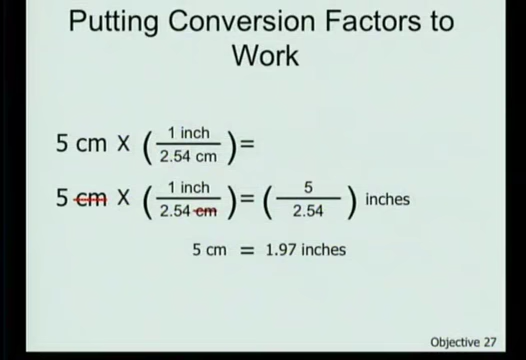 Putting Conversion Factors to
Work
5 cm X ( 1 inch / 2.54 cm ) =
5 cm X ( 1 inch / 2.54 cm ) = ( 5 / 2.54 ) inches
5 cm = 1.97 inches
Objective 27